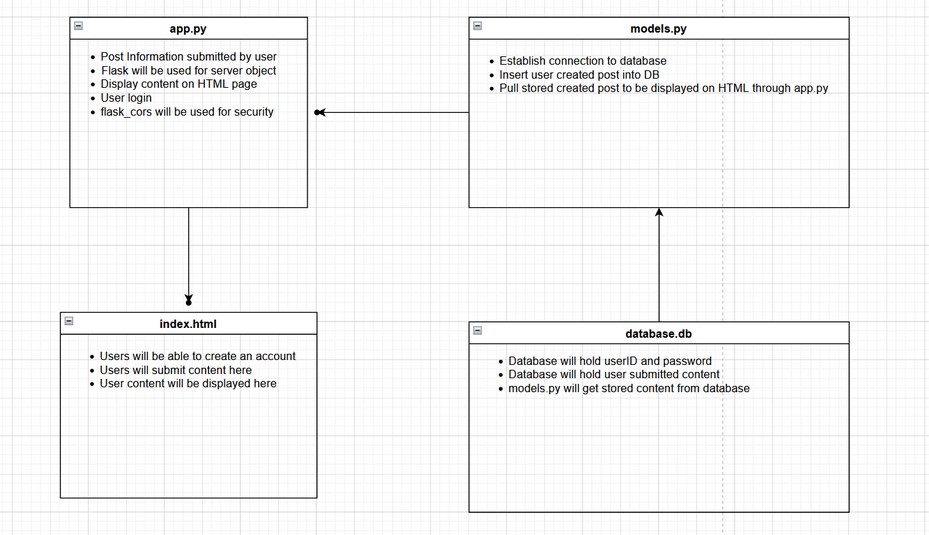 app.py
Post Information submitted by user
Flask will be used for server object
Display content on HTML page
User login
flask_cors will be used for security
models.py
Establish connection to database
Insert user created post into DB
Pull stored created post to be displayed on HTML through app.py
index.html
Users will be able to create an account
Users will submit content here
User content will be displayed here
database.db
Database will hold userID and password
Database will hold user submitted content
models.py will get stored content from database